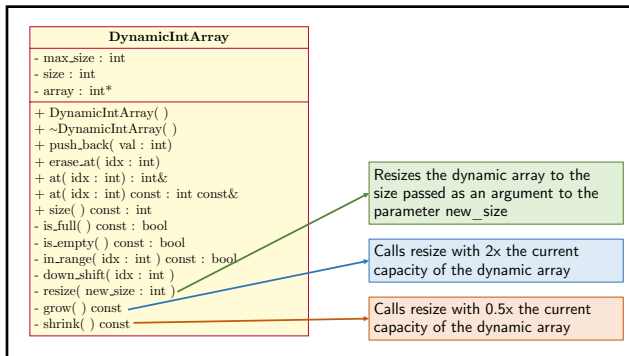 DynamicIntArray
- max_size : int
- size : int
- array : int*
+ DynamicIntArray( )
+ ~DynamicIntArray( )
+ push_back( val : int)
+ erase_at( idx : int)
+ at( idx : int) : int&
+ at( idx : int) const : int const&
+ size( ) const : int
- is_full( ) const : bool
- is_empty( ) const : bool
- in_range( idx : int ) const : bool
- down_shift( idx : int )
- resize( new_size : int )
- grow( ) const
- shrink( ) const
Resizes the dynamic array to the
size passed as an argument to the
parameter new_size
Calls resize with 2x the current
capacity of the dynamic array
Calls resize with 0.5x the current
capacity of the dynamic array